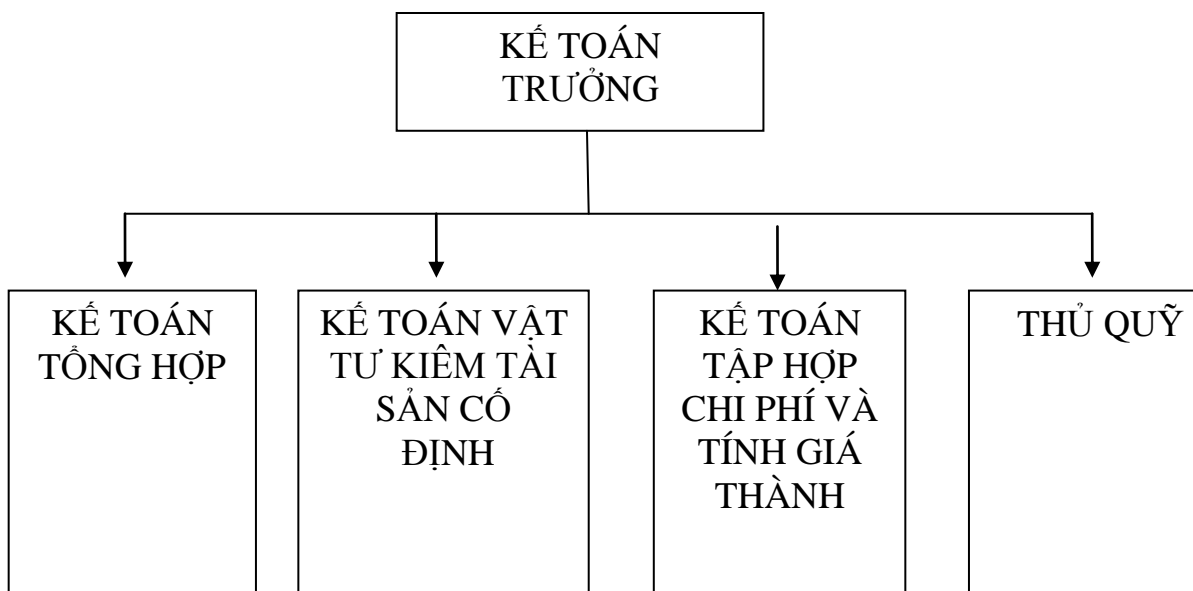 KẾ TOÁN
TRƯỞNG
KẾ TOÁN
TỔNG HỢP
KẾ TOÁN VẬT
TƯ KIÊM TÀI
SẢN CỐ
ĐỊNH
KẾ TOÁN
TẬP HỢP
CHI PHÍ VÀ
TÍNH GIÁ
THÀNH
THỦ QUỸ